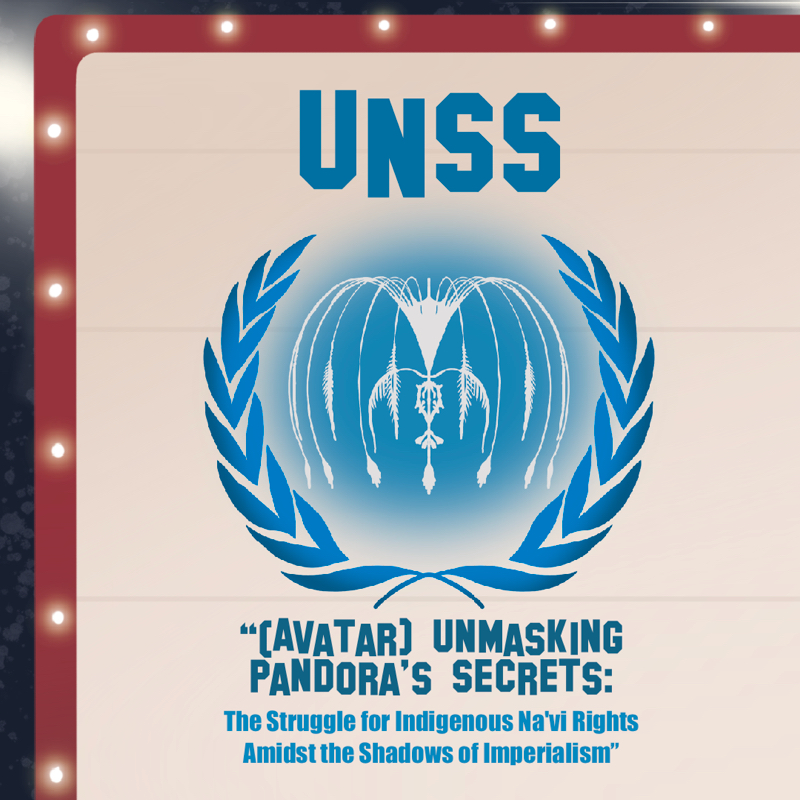 UNSS
“(AVATAR) UNMASKING
PANDORA’S SECRETS:
The Struggle for Indigenous Na'vi Rights
Amidst the Shadows of Imperialism”